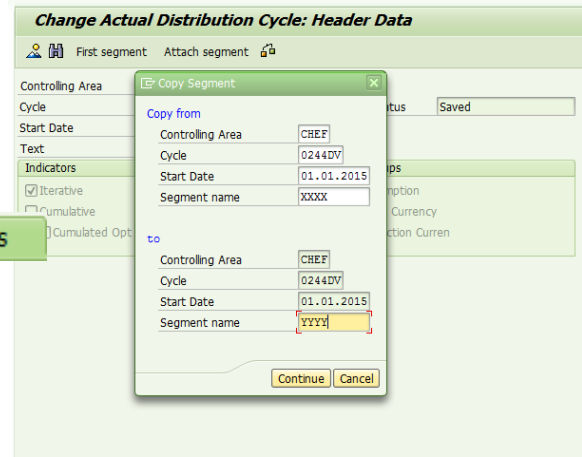 Change Actual Distribution Cycle: Header Data
First segment Attach segment
Controlling Area
Cycle
tus Saved
Start Date
Text
Indicators
ps
Iterative
mption
Cumulative
Currency
Cumulated Opt
ction Curren
s
Copy Segment
Copy from
Controlling Area CHEF
Cycle 0244DV
Start Date 01.01.2015
Segment name XXXX
to
Controlling Area CHEF
Cycle 0244DV
Start Date 01.01.2015
Segment name YYYY
Continue Cancel